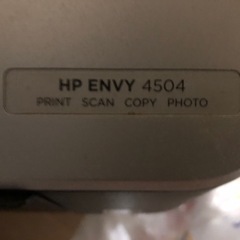 HP ENVY 4504
PRINT SCAN COPY PHOTO